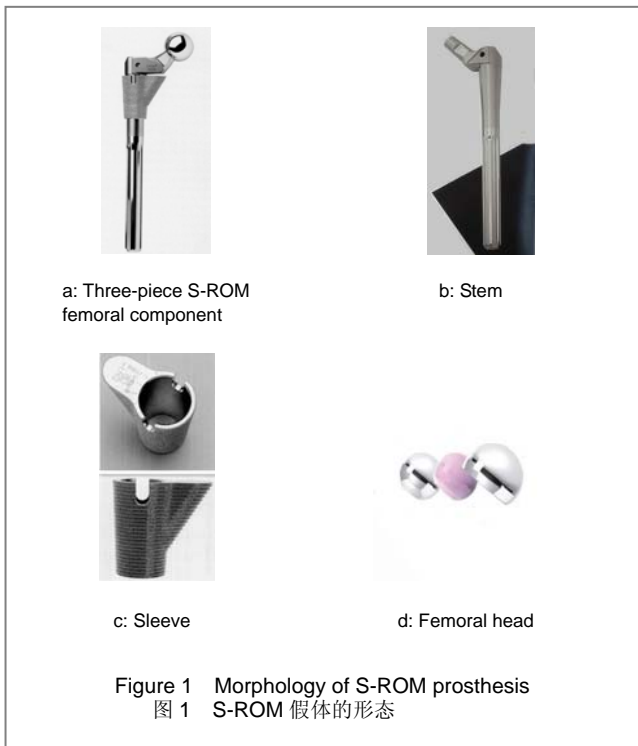 a: Three-piece S-ROM
femoral component
b: Stem
c: Sleeve
d: Femoral head
Figure 1 Morphology of S-ROM prosthesis
图 1 S-ROM 假体的形态